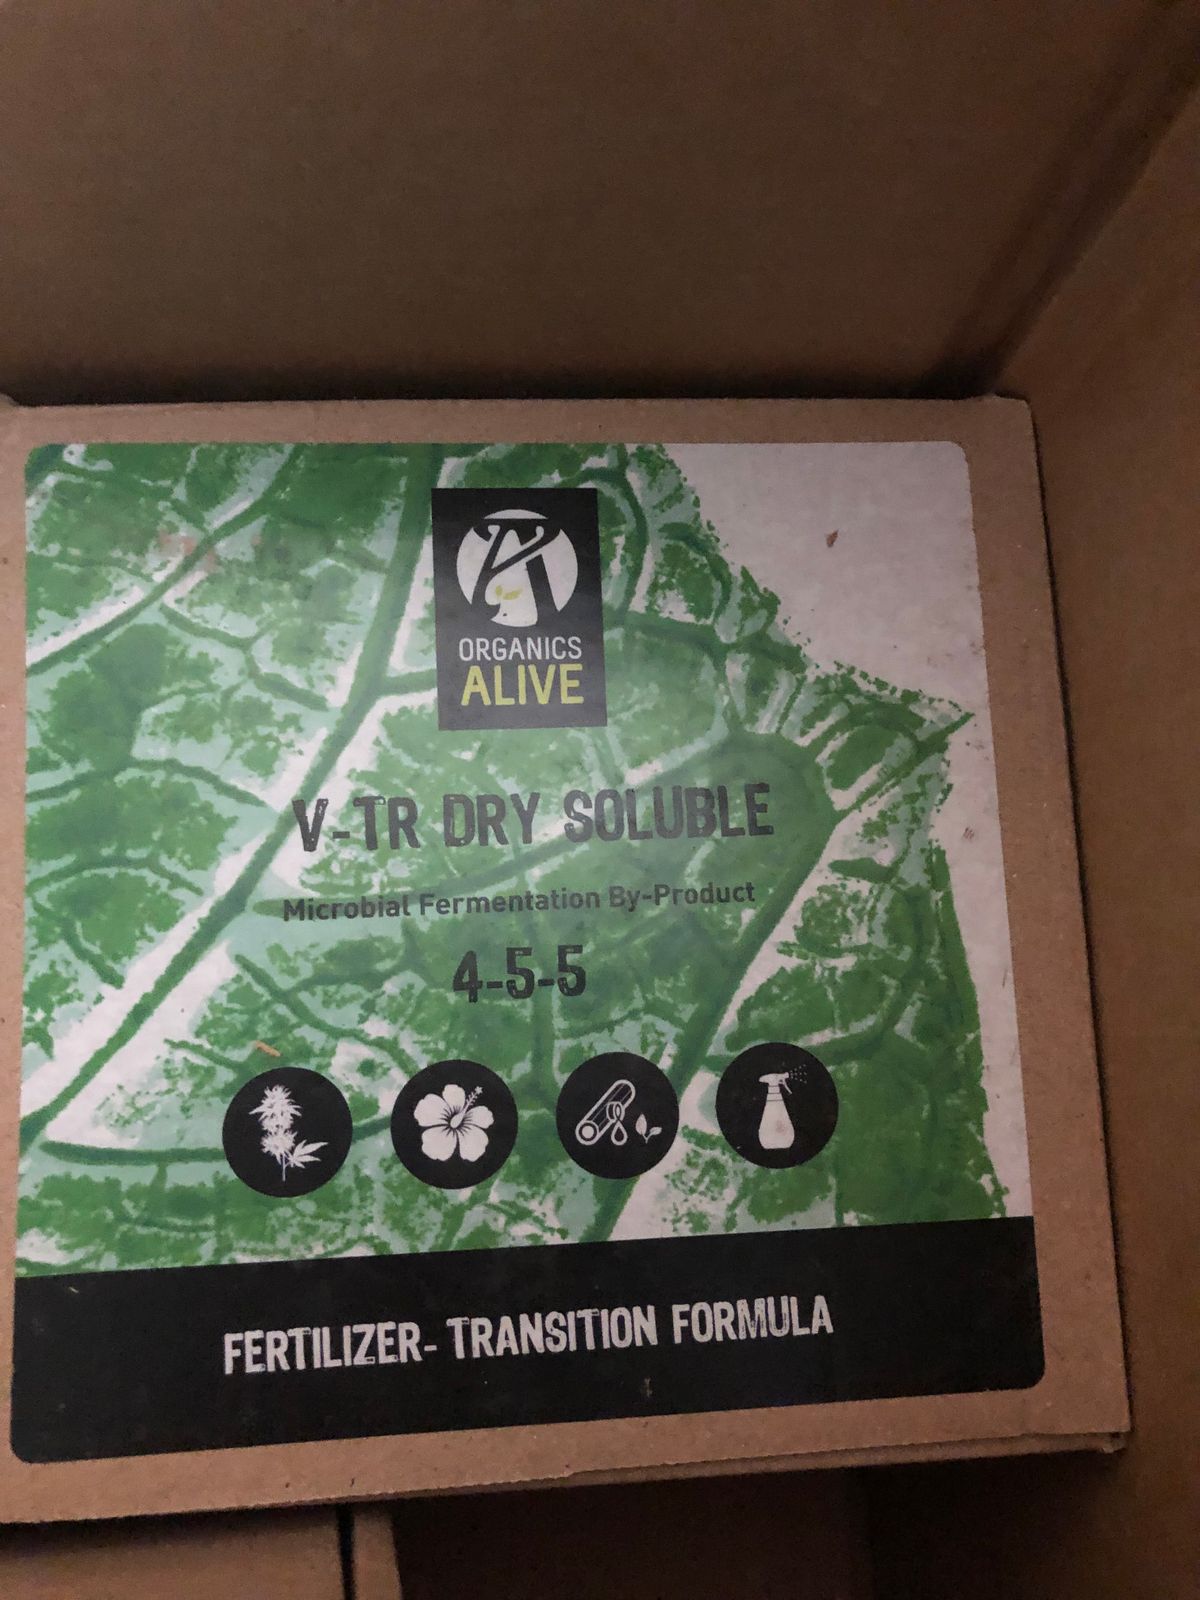 ORGANICS
ALIVE
V-TR DRY SOLUBLE
Microbial Fermentation By-Product
4-5-5
FERTILIZER- TRANSITION FORMULA